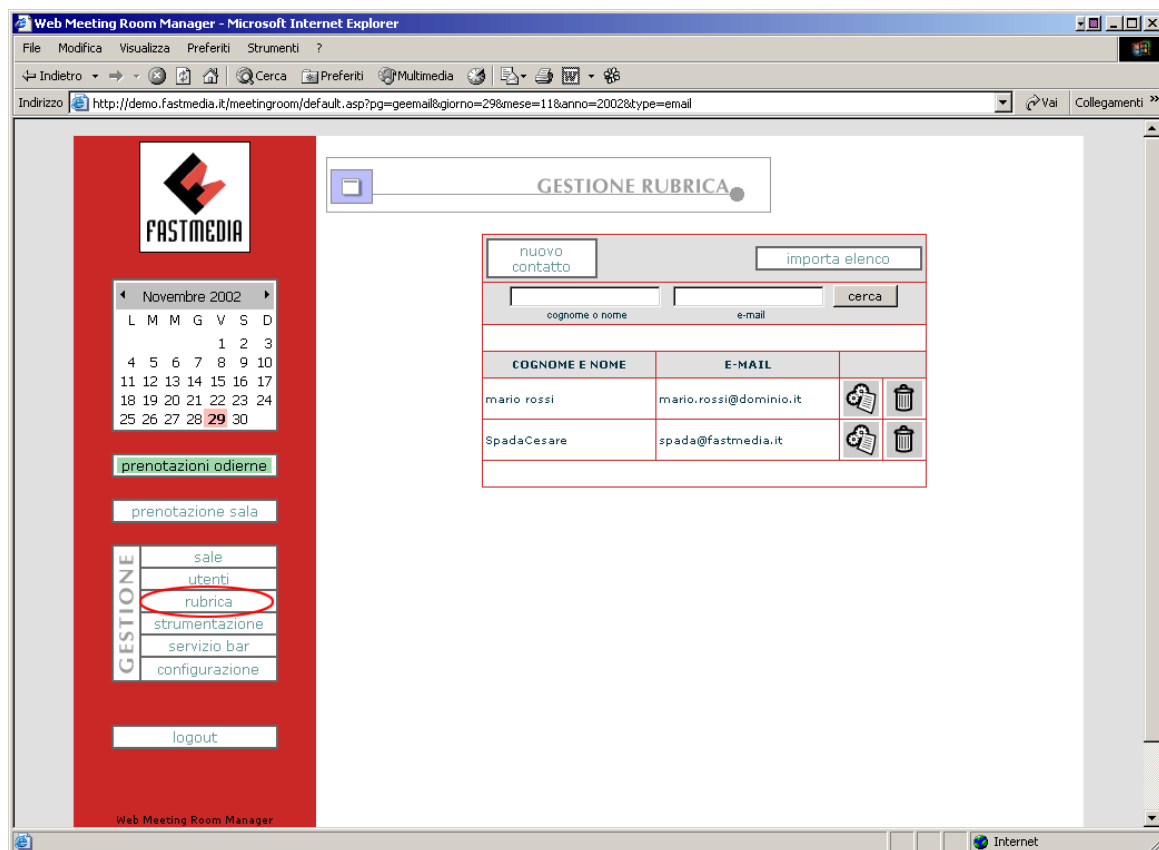 Web Meeting Room Manager - Microsoft Internet Explorer
File Modifica Visualizza Preferiti Strumenti ?
Indietro Cerca Preferiti Multimedia
Indirizzo http://demo.fastmedia.it/meetingroom/default.asp?pg=geemail&giorno=29&mese=11&anno=2002&type=email Vai Collegamenti »
FASTMEDIA
GESTIONE RUBRICA
nuovo
contatto
importa elenco
cerca
cognome o nome e-mail
COGNOME E NOME E-MAIL
mario rossi mario.rossi@dominio.it
SpadaCesare spada@fastmedia.it
Novembre 2002
L M M G V S D
1 2 3
4 5 6 7 8 9 10
11 12 13 14 15 16 17
18 19 20 21 22 23 24
25 26 27 28 29 30
prenotazioni odierne
prenotazione sala
GESTIONE
sale
utenti
rubrica
strumentazione
servizio bar
configurazione
logout
Web Meeting Room Manager
Internet